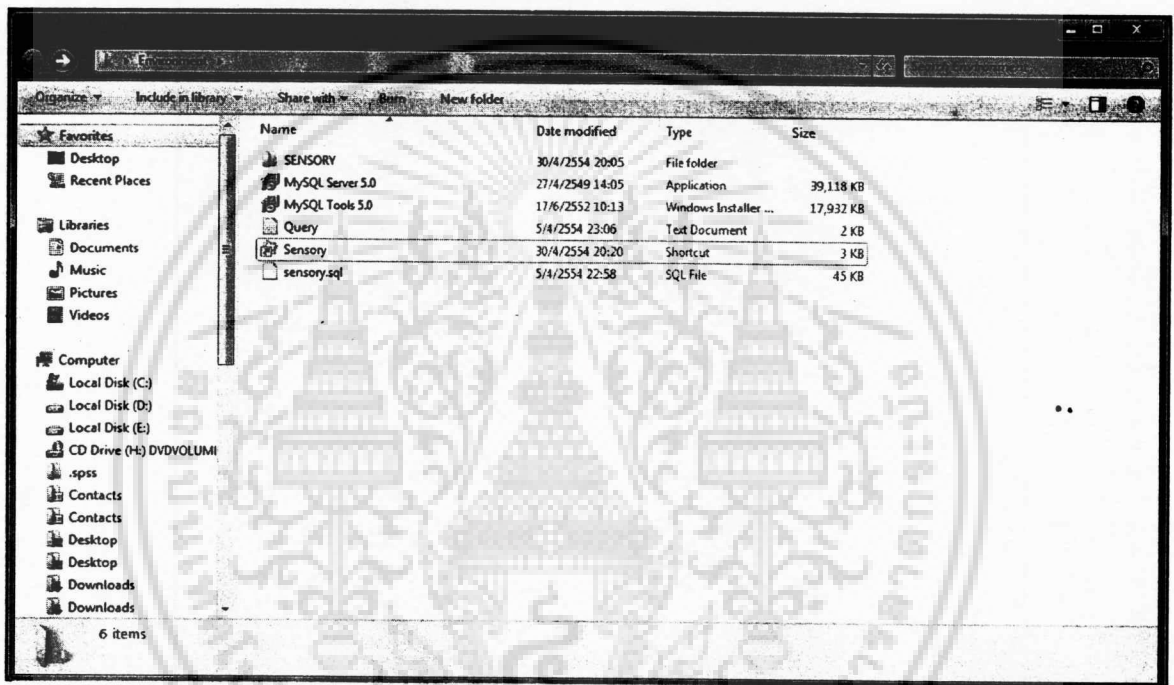 Environment
Organize Include in library Share with Burn New folder
Name Date modified Type Size
Favorites
Desktop
Recent Places
Libraries
Documents
Music
Pictures
Videos
Computer
Local Disk (C:)
Local Disk (D:)
Local Disk (E:)
CD Drive (H:) DVDVOLUM
.spss
Contacts
Contacts
Desktop
Desktop
Downloads
Downloads
SENSORY 30/4/2554 20:05 File folder
MySQL Server 5.0 27/4/2549 14:05 Application 39,118 KB
MySQL Tools 5.0 17/6/2552 10:13 Windows Installer ... 17,932 KB
Query 5/4/2554 23:06 Text Document 2 KB
Sensory 30/4/2554 20:20 Shortcut 3 KB
sensory.sql 5/4/2554 22:58 SQL File 45 KB
6 items